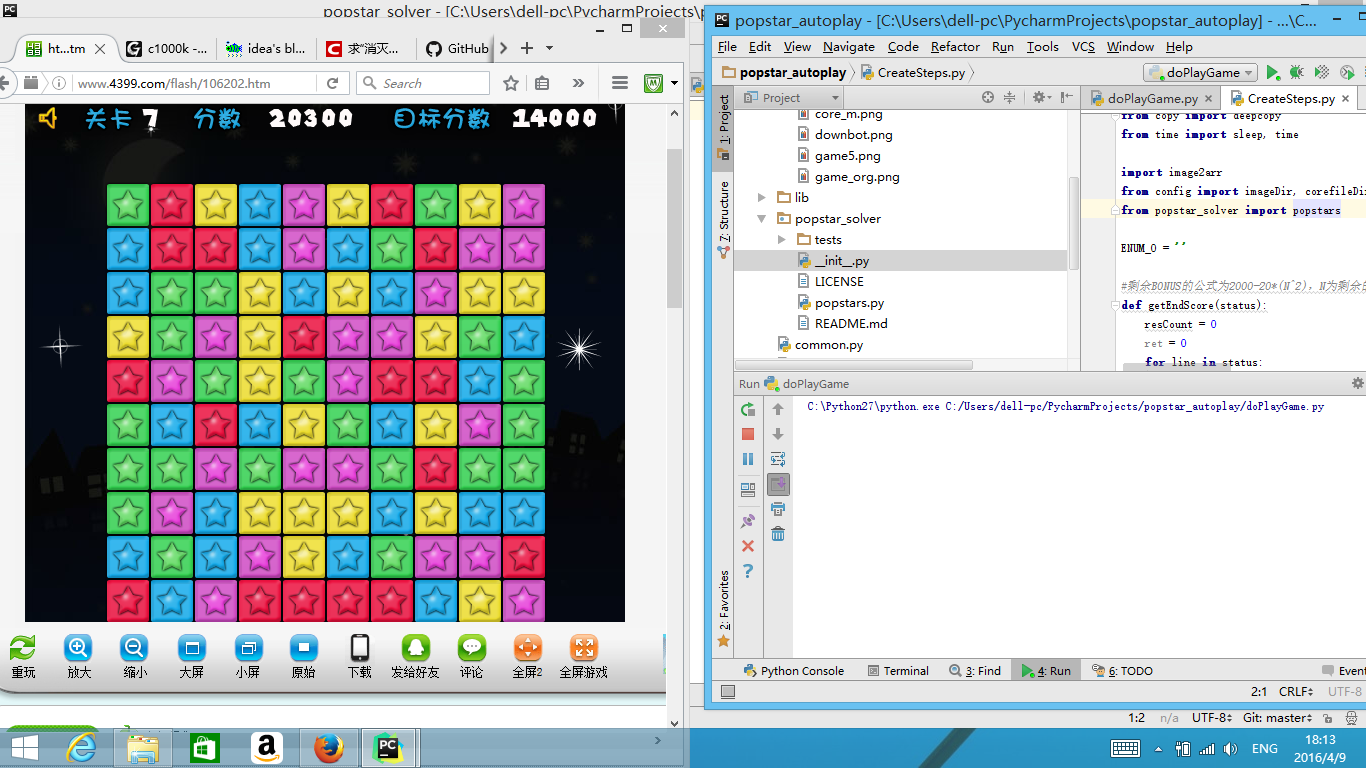 popstar_solver - [C:\Users\dell-pc\PycharmProjects\p
ht...tm
c1000k -...
idea's bl...
求“消灭...
GitHub
www.4399.com/flash/106202.htm
Search
关卡 7 分数 20300 目标分数 14000
重玩
放大
缩小
大屏
小屏
原始
下载
发给好友
评论
全屏2
全屏游戏
popstar_autoplay - [C:\Users\dell-pc\PycharmProjects\popstar_autoplay] - ...\C...
File Edit View Navigate Code Refactor Run Tools VCS Window Help
popstar_autoplay
CreateSteps.py
doPlayGame
1: Project
7: Structure
2: Favorites
Project
core_m.png
downbot.png
game5.png
game_org.png
lib
popstar_solver
tests
__init__.py
LICENSE
popstars.py
README.md
common.py
doPlayGame.py
CreateSteps.py
from copy import deepcopy
from time import sleep, time
import image2arr
from config import imageDir, corefileDir
from popstar_solver import popstars
ENUM_0 = ''
#剩余BONUS的公式为2000-20*(N^2), N为剩余的
def getEndScore(status):
resCount = 0
ret = 0
for line in status:
Run doPlayGame
C:\Python27\python.exe C:/Users/dell-pc/PycharmProjects/popstar_autoplay/doPlayGame.py
Python Console
Terminal
3: Find
4: Run
6: TODO
Event
2:1 CRLF UTF-8
1:2 n/a UTF-8 Git: master
PC
ENG
18:13
2016/4/9